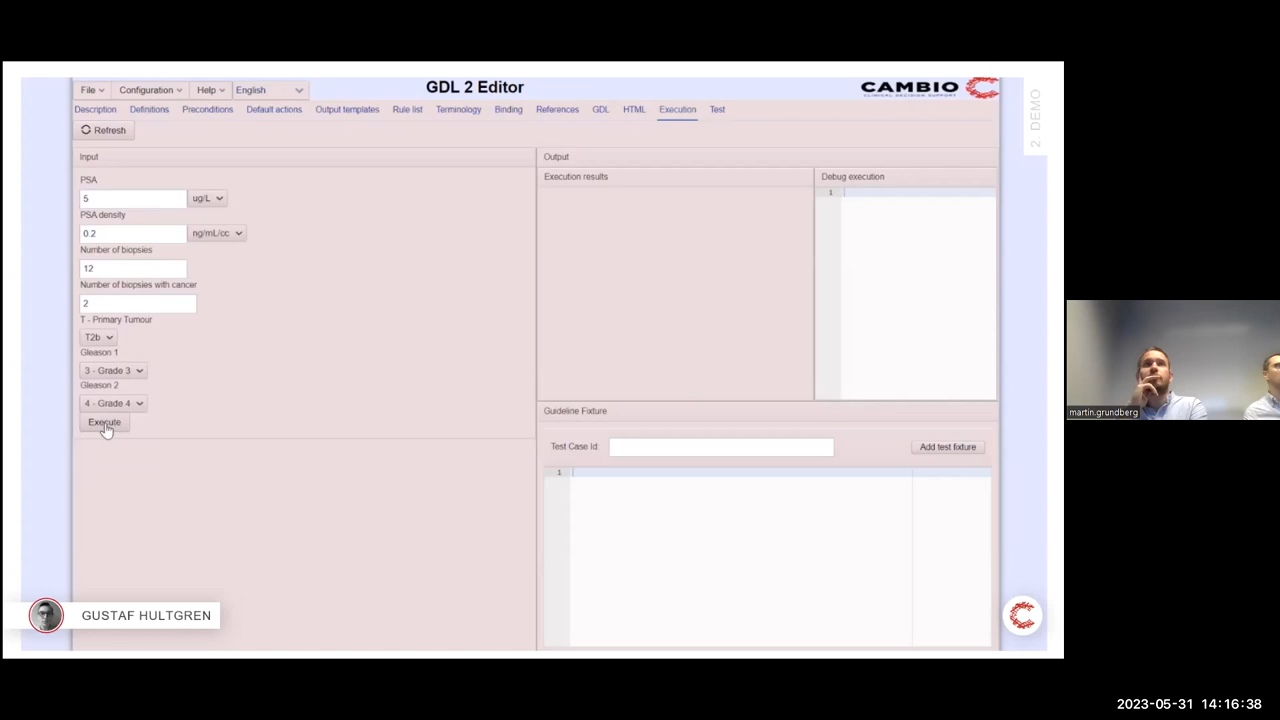 GDL 2 Editor
CAMBIO
CLINICAL DECISION SUPPORT
File Configuration Help English
Description Definitions Preconditions Default actions Output templates Rule list Terminology Binding References GDL HTML Execution Test
Refresh
2. DEMO
Input
Output
Execution results
Debug execution
PSA
5 ug/L
1
PSA density
0.2 ng/mL/cc
Number of biopsies
12
Number of biopsies with cancer
2
T - Primary Tumour
T2b
Gleason 1
3 - Grade 3
Gleason 2
4 - Grade 4
Execute
Guideline Fixture
Test Case Id: Add test fixture
1
martin.grundberg
GUSTAF HULTGREN
2023-05-31 14:16:38